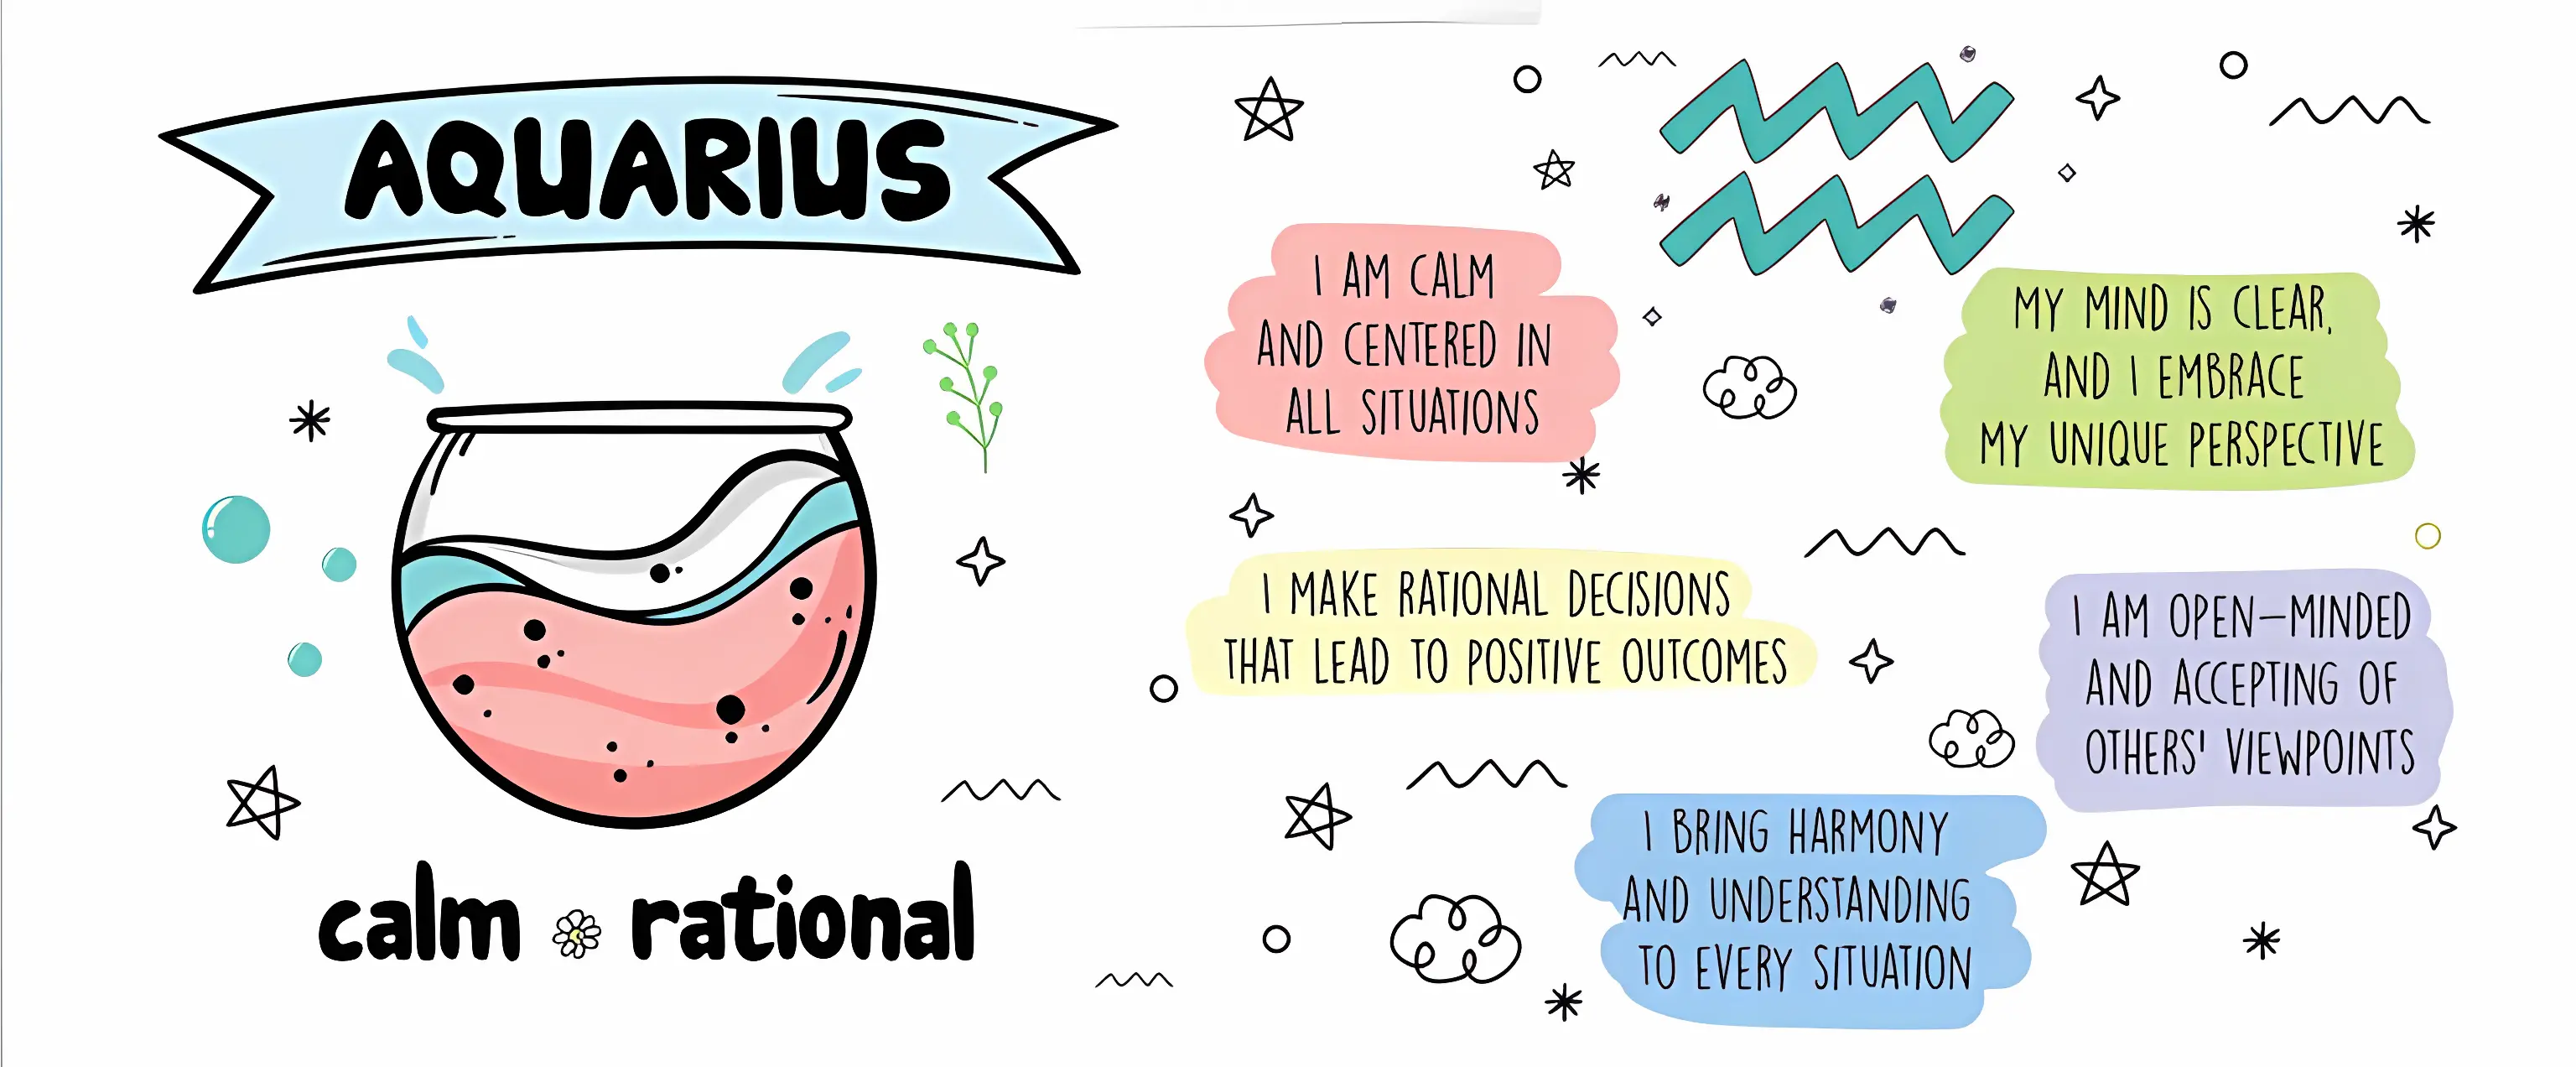 AQUARIUS
calm rational
I AM CALM
AND CENTERED IN
ALL SITUATIONS
MY MIND IS CLEAR,
AND I EMBRACE
MY UNIQUE PERSPECTIVE
I MAKE RATIONAL DECISIONS
THAT LEAD TO POSITIVE OUTCOMES
I AM OPEN-MINDED
AND ACCEPTING OF
OTHERS' VIEWPOINTS
I BRING HARMONY
AND UNDERSTANDING
TO EVERY SITUATION